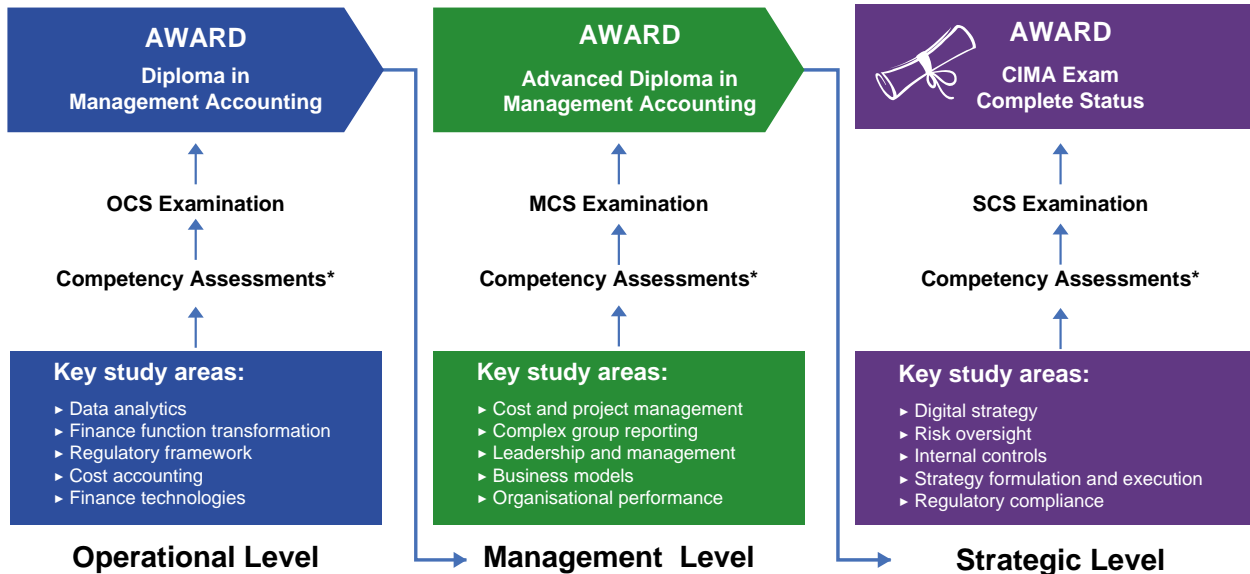 AWARD
Diploma in
Management Accounting
OCS Examination
Competency Assessments*
Key study areas:
▸ Data analytics
▸ Finance function transformation
▸ Regulatory framework
▸ Cost accounting
▸ Finance technologies
Operational Level
AWARD
Advanced Diploma in
Management Accounting
MCS Examination
Competency Assessments*
Key study areas:
▸ Cost and project management
▸ Complex group reporting
▸ Leadership and management
▸ Business models
▸ Organisational performance
Management Level
AWARD
CIMA Exam
Complete Status
SCS Examination
Competency Assessments*
Key study areas:
▸ Digital strategy
▸ Risk oversight
▸ Internal controls
▸ Strategy formulation and execution
▸ Regulatory compliance
Strategic Level